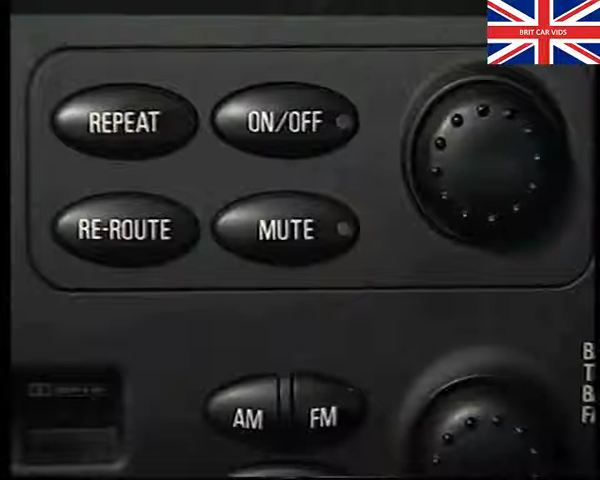 BRIT CAR VIDS
REPEAT
ON/OFF
RE-ROUTE
MUTE
AM
FM